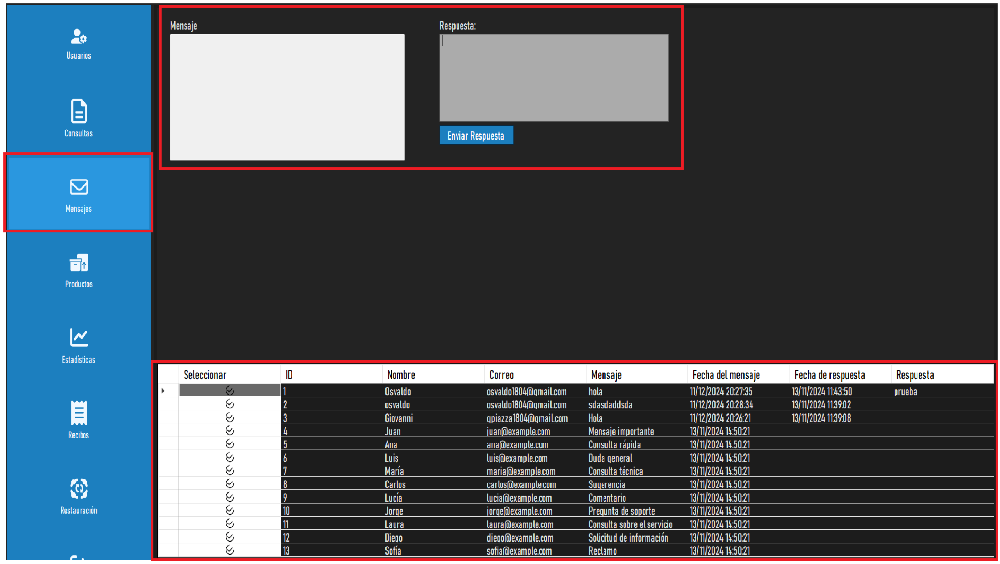 Usuarios
Consultas
Mensajes
Productos
Estadísticas
Recibos
Restauración
Mensaje
Respuesta:
Enviar Respuesta
Seleccionar ID Nombre Correo Mensaje Fecha del mensaje Fecha de respuesta Respuesta
1 Osvaldo osvaldo1804@gmail.com hola 11/12/2024 20:27:35 13/11/2024 11:43:50 prueba
2 osvaldo osvaldo1804@gmail.com sdasdaddsda 11/12/2024 20:28:34 13/11/2024 11:39:02
3 Giovanni gpiazza1804@gmail.com Hola 11/12/2024 20:26:21 13/11/2024 11:39:08
4 Juan juan@example.com Mensaje importante 13/11/2024 14:50:21
5 Ana ana@example.com Consulta rápida 13/11/2024 14:50:21
6 Luis luis@example.com Duda general 13/11/2024 14:50:21
7 María maria@example.com Consulta técnica 13/11/2024 14:50:21
8 Carlos carlos@example.com Sugerencia 13/11/2024 14:50:21
9 Lucía lucia@example.com Comentario 13/11/2024 14:50:21
10 Jorge jorge@example.com Pregunta de soporte 13/11/2024 14:50:21
11 Laura laura@example.com Consulta sobre el servicio 13/11/2024 14:50:21
12 Diego diego@example.com Solicitud de información 13/11/2024 14:50:21
13 Sofía sofia@example.com Reclamo 13/11/2024 14:50:21